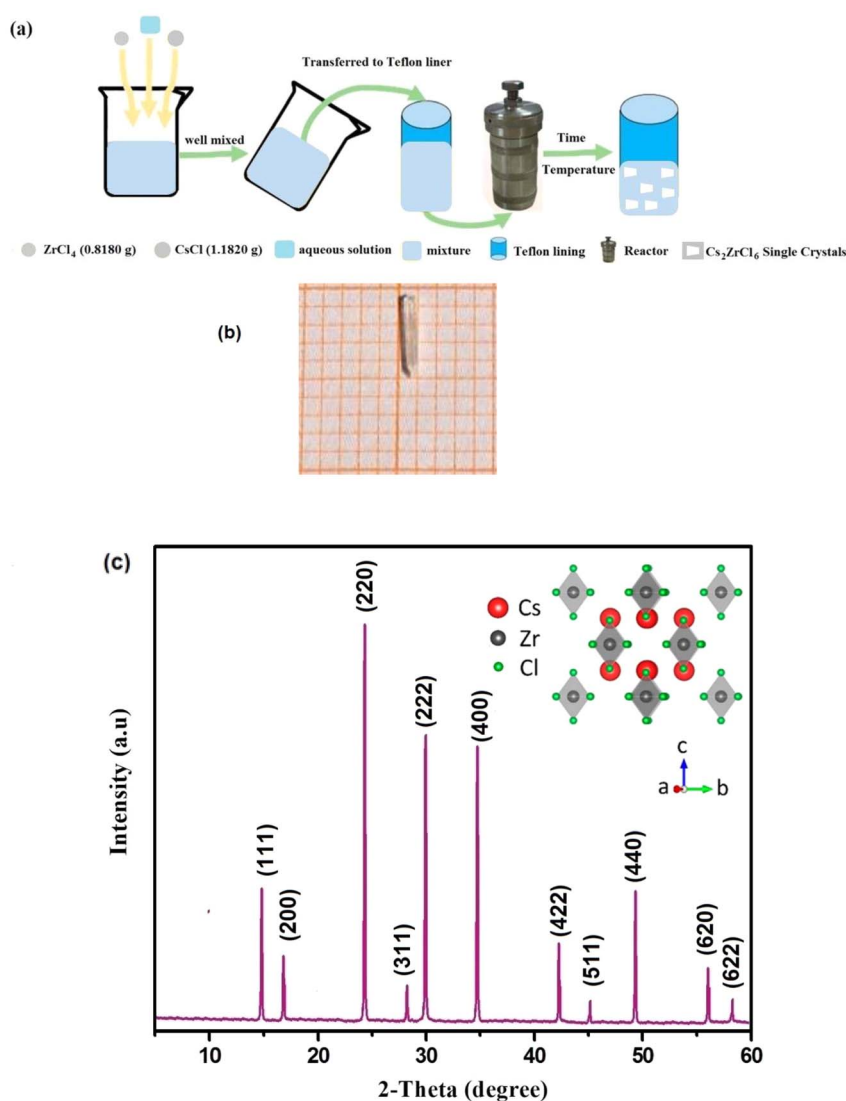 (a)
Transferred to Teflon liner
well mixed
Time
Temperature
ZrCl₄ (0.8180 g) CsCl (1.1820 g) aqueous solution mixture Teflon lining Reactor Cs₂ZrCl₆ Single Crystals
(b)
(c)
Intensity (a.u)
(111)
(200)
(220)
(311)
(222)
(400)
(422)
(511)
(440)
(620)
(622)
Cs
Zr
Cl
c
a b
10 20 30 40 50 60
2-Theta (degree)